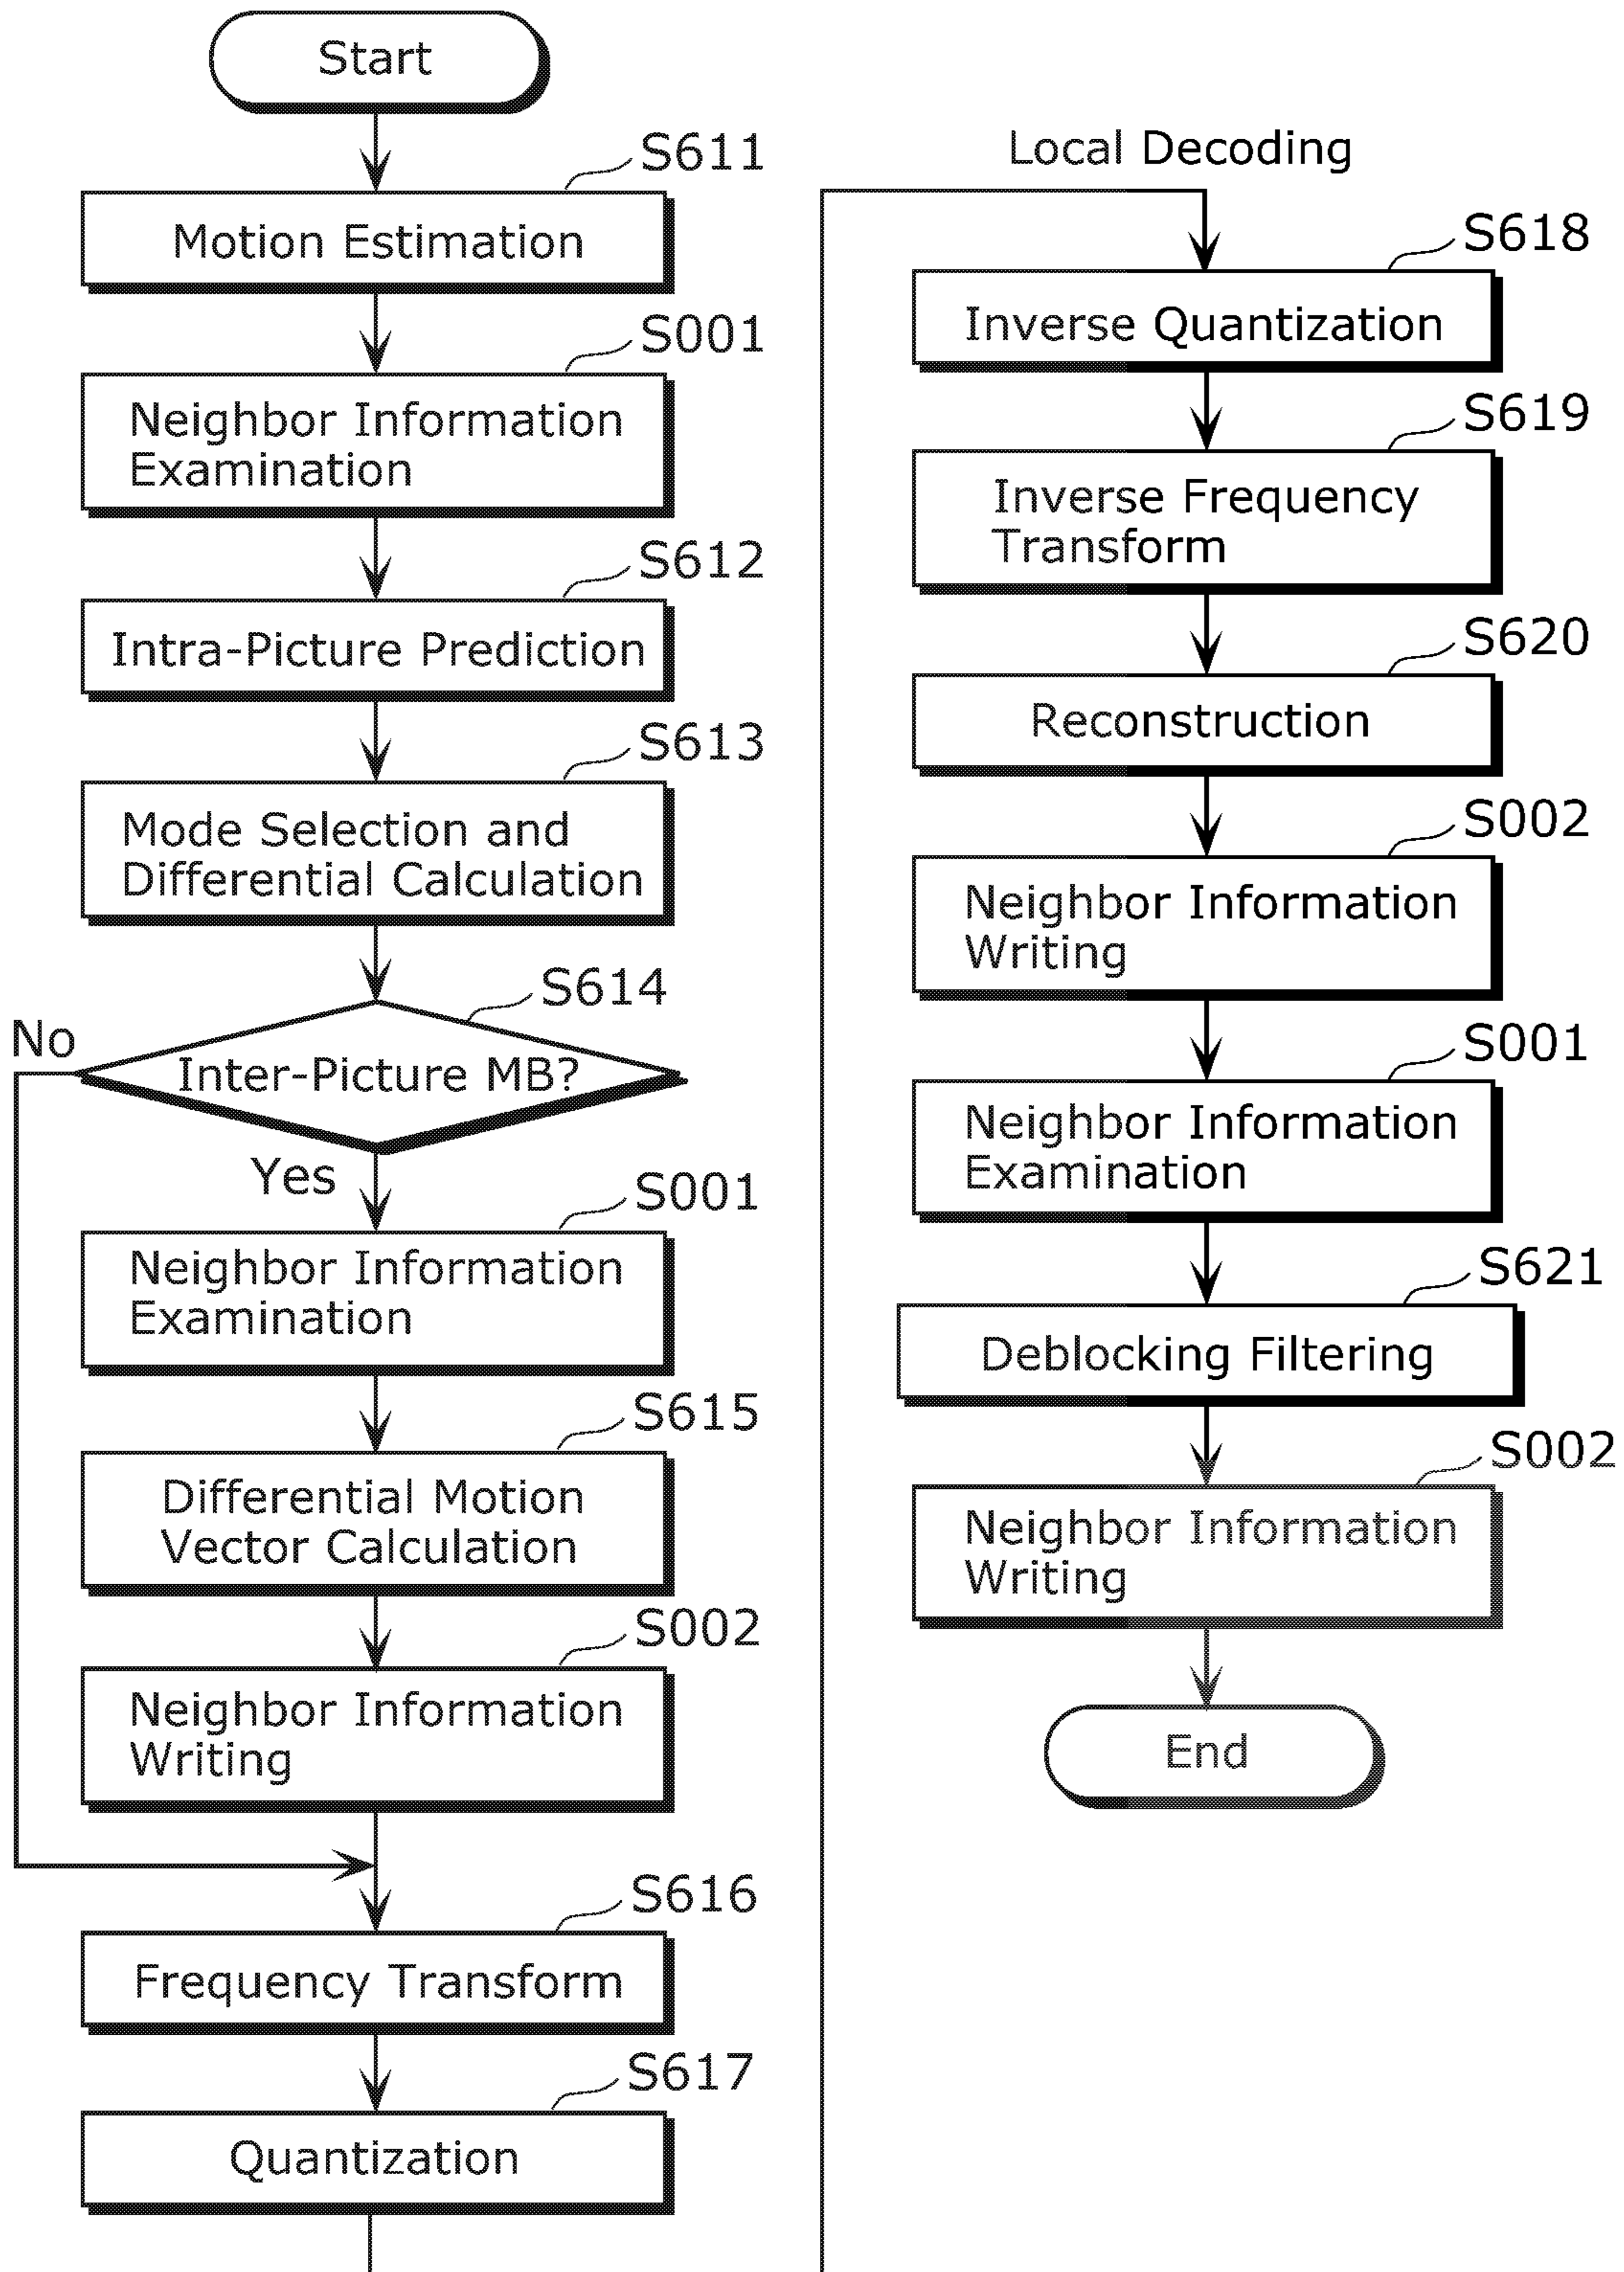 Start
S611
Motion Estimation
S001
Neighbor Information
Examination
S612
Intra-Picture Prediction
S613
Mode Selection and
Differential Calculation
S614
No
Inter-Picture MB?
Yes
S001
Neighbor Information
Examination
S615
Differential Motion
Vector Calculation
S002
Neighbor Information
Writing
S616
Frequency Transform
S617
Quantization
Local Decoding
S618
Inverse Quantization
S619
Inverse Frequency
Transform
S620
Reconstruction
S002
Neighbor Information
Writing
S001
Neighbor Information
Examination
S621
Deblocking Filtering
S002
Neighbor Information
Writing
End